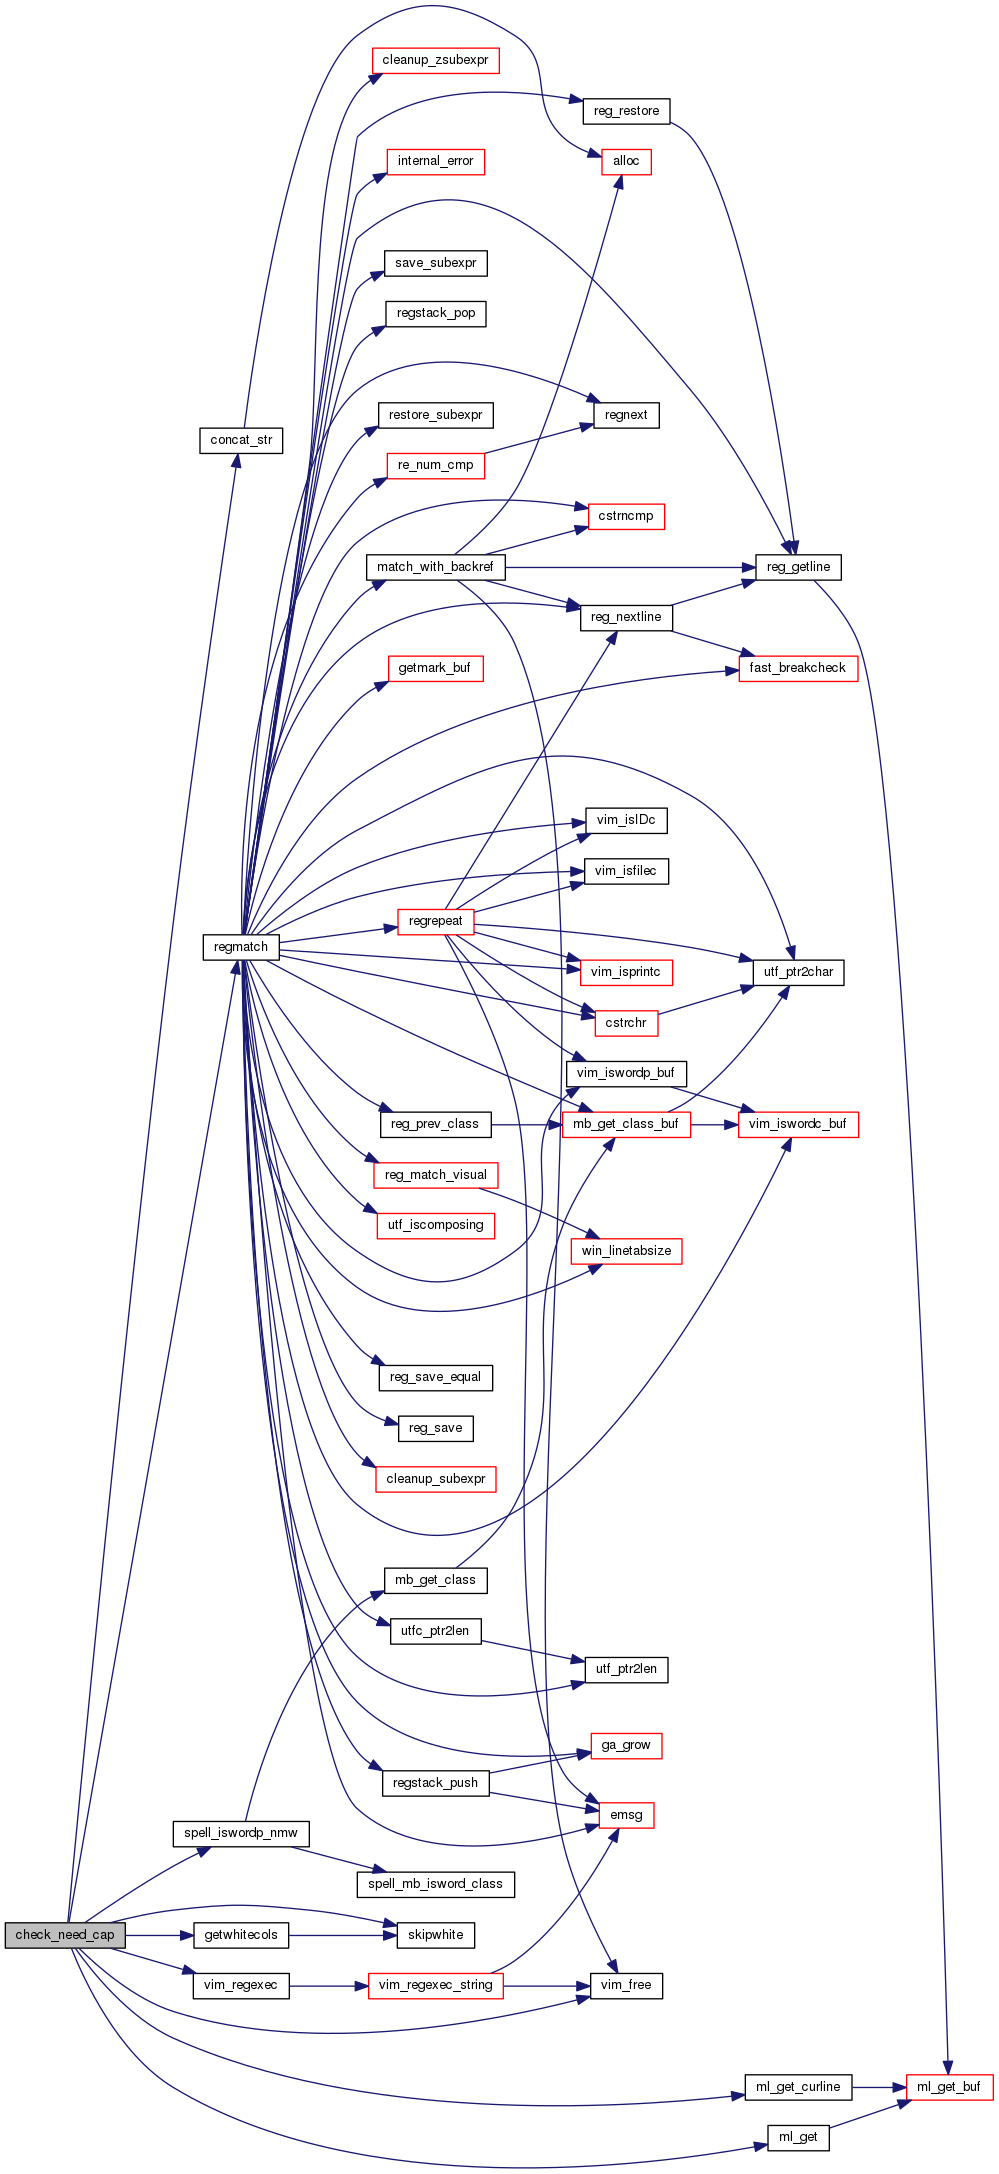 cleanup_zsubexpr
reg_restore
internal_error
alloc
save_subexpr
regstack_pop
regnext
restore_subexpr
concat_str
re_num_cmp
cstrncmp
match_with_backref
reg_getline
reg_nextline
getmark_buf
fast_breakcheck
vim_isIDc
vim_isfilec
regrepeat
regmatch
vim_isprintc
utf_ptr2char
cstrchr
vim_iswordp_buf
reg_prev_class
mb_get_class_buf
vim_iswordc_buf
reg_match_visual
utf_iscomposing
win_linetabsize
reg_save_equal
reg_save
cleanup_subexpr
mb_get_class
utfc_ptr2len
utf_ptr2len
ga_grow
regstack_push
emsg
spell_iswordp_nmw
spell_mb_isword_class
check_need_cap
getwhitecols
skipwhite
vim_regexec
vim_regexec_string
vim_free
ml_get_curline
ml_get_buf
ml_get